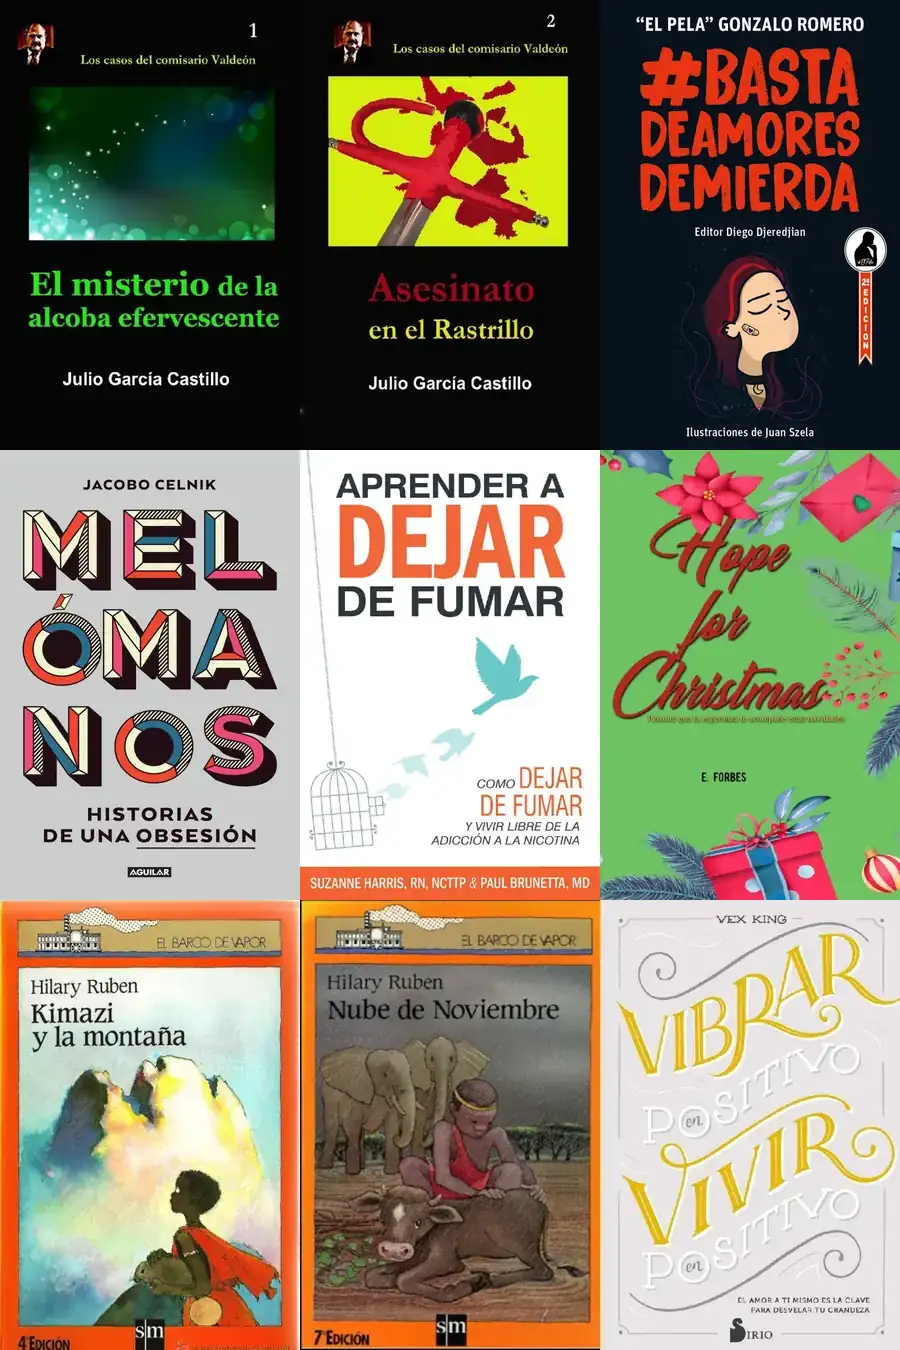 1
Los casos del comisario Valdeón
El misterio de la
alcoba efervescente
Julio García Castillo
2
Los casos del comisario Valdeón
Asesinato
en el Rastrillo
Julio García Castillo
“EL PELA” GONZALO ROMERO
#BASTA
DEAMORES
DEMIERDA
Editor Diego Djeredjian
2ª EDICION
Ilustraciones de Juan Szela
JACOBO CELNIK
MEL
ÓMA
NOS
HISTORIAS
DE UNA OBSESIÓN
AGUILAR
APRENDER A
DEJAR
DE FUMAR
COMO DEJAR
DE FUMAR
Y VIVIR LIBRE DE LA
ADICCIÓN A LA NICOTINA
SUZANNE HARRIS, RN, NCTTP & PAUL BRUNETTA, MD
Hope
for
Christmas
E. FORBES
EL BARCO DE VAPOR
Hilary Ruben
Kimazi
y la montaña
4ª EDICIÓN
sm
EL BARCO DE VAPOR
Hilary Ruben
Nube de Noviembre
7ª EDICIÓN
sm
VEX KING
VIBRAR
en POSITIVO
VIVIR
en POSITIVO
EL AMOR A TI MISMO ES LA CLAVE
PARA DESVELAR TU GRANDEZA
SIRIO